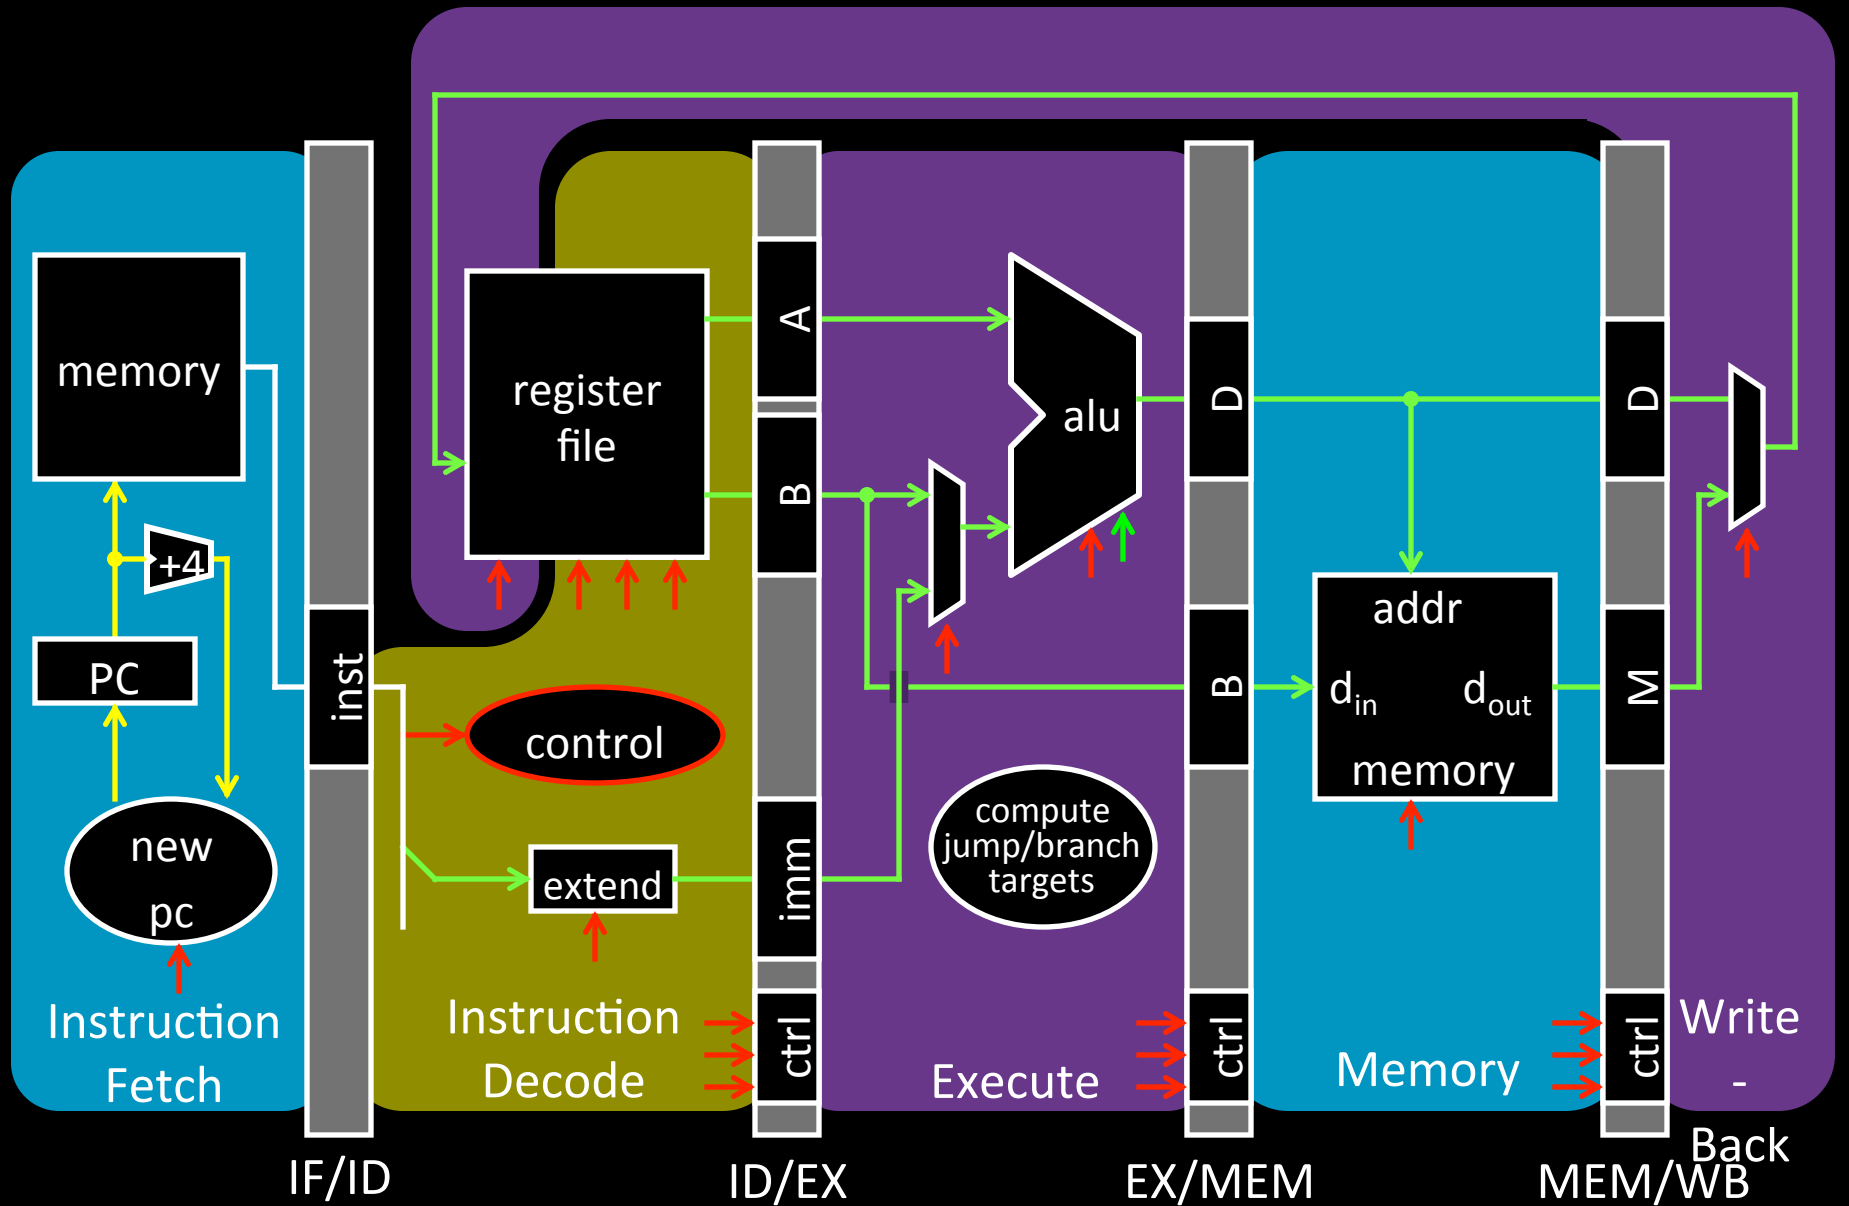 memory
+4
PC
new
pc
Instruction
Fetch
inst
IF/ID
register
file
control
extend
Instruction
Decode
A
B
imm
ctrl
ID/EX
alu
compute
jump/branch
targets
Execute
D
B
ctrl
EX/MEM
addr
din
dout
memory
Memory
D
M
ctrl
MEM/WB
Write
-
Back